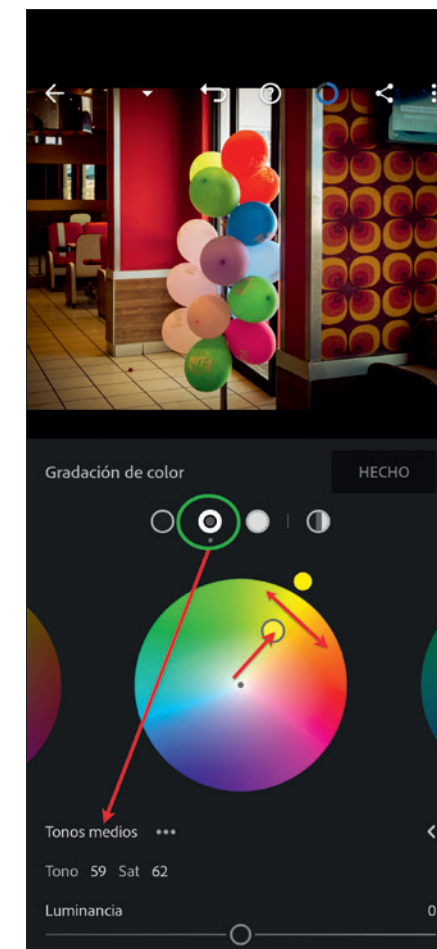 Gradación de color
HECHO
Tonos medios
Tono 59 Sat 62
Luminancia 0